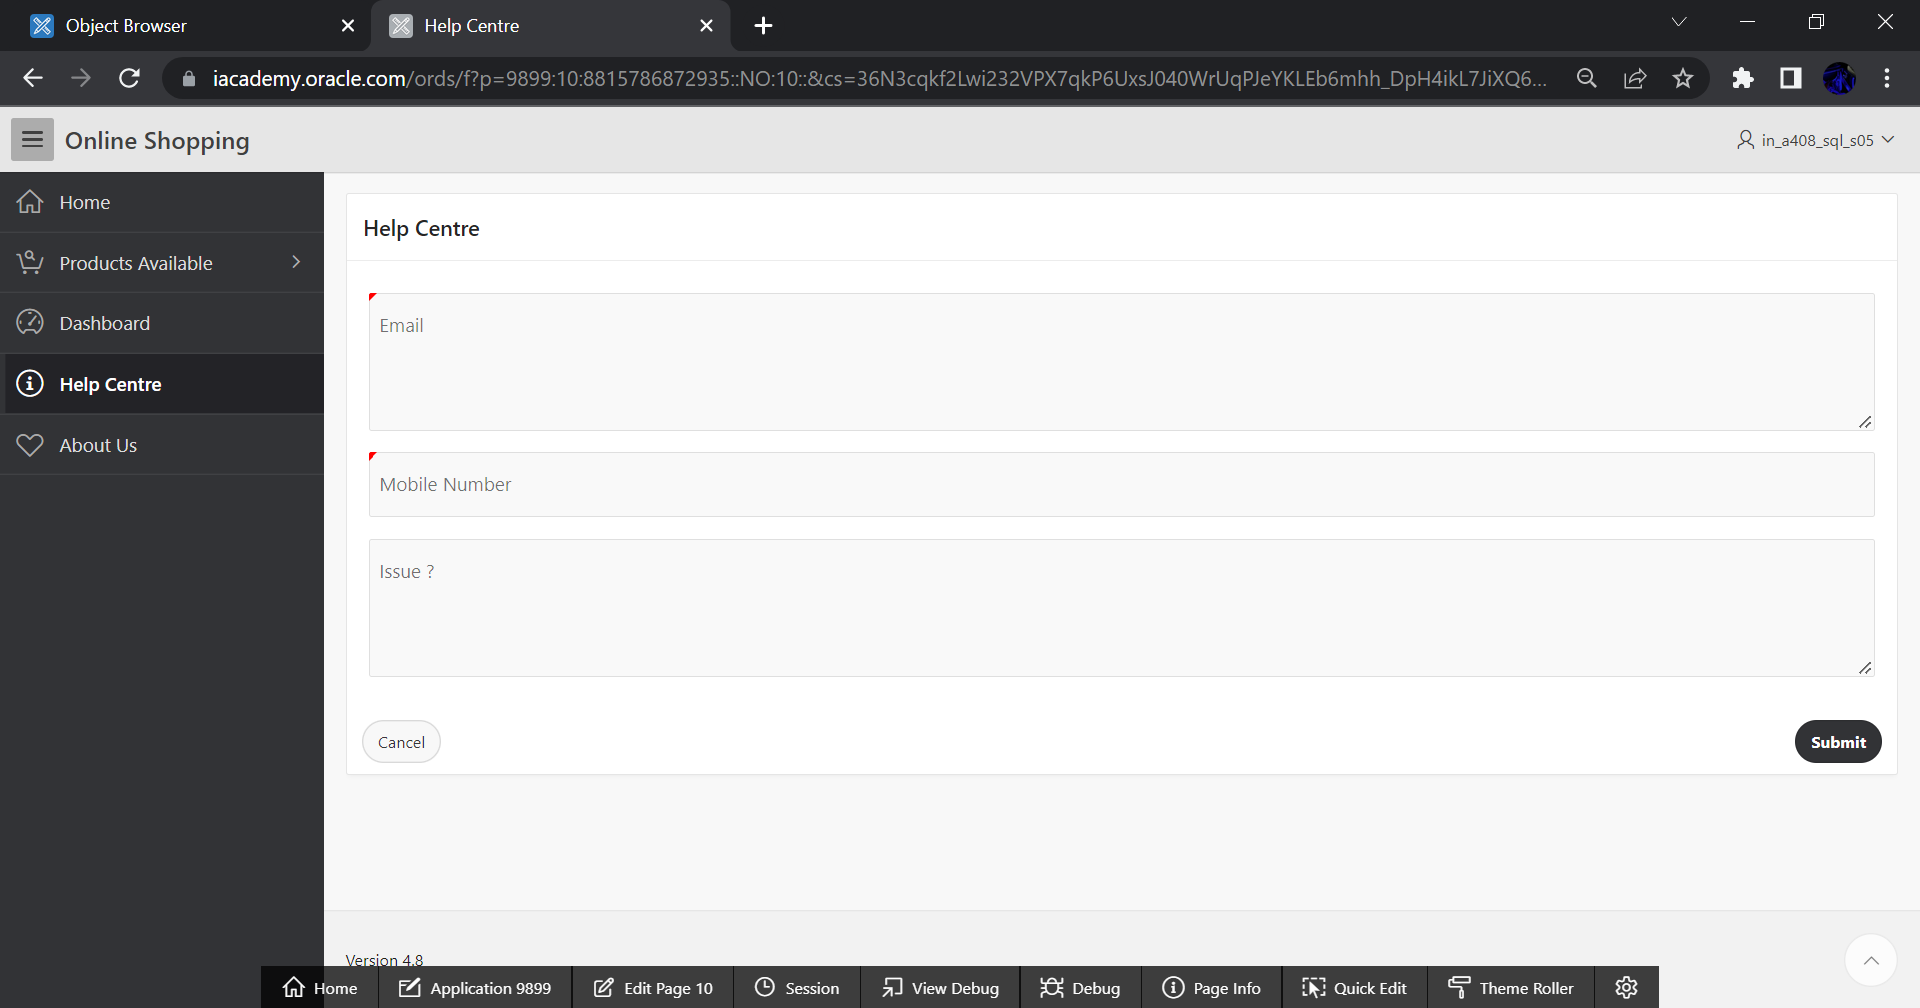 Object Browser
Help Centre
iacademy.oracle.com/ords/f?p=9899:10:8815786872935::NO:10::&cs=36N3cqkf2Lwi232VPX7qkP6UxsJ040WrUqPJeYKLEb6mhh_DpH4ikL7JiXQ6...
Online Shopping
in_a408_sql_s05
Home
Products Available
Dashboard
Help Centre
About Us
Help Centre
Email
Mobile Number
Issue ?
Cancel
Submit
Version 4.8
Home
Application 9899
Edit Page 10
Session
View Debug
Debug
Page Info
Quick Edit
Theme Roller